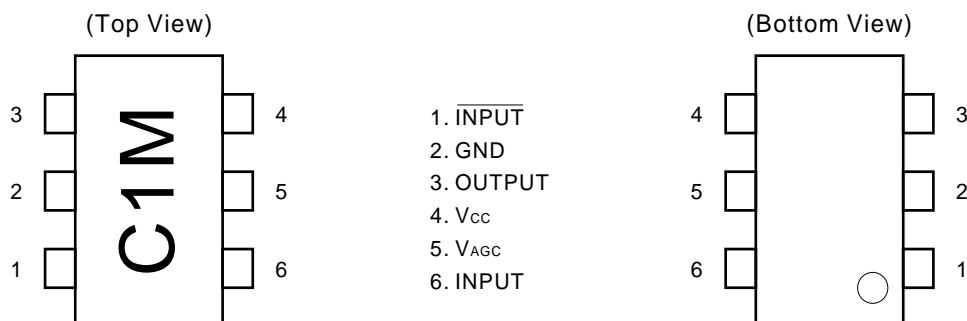 (Top View)
3
4
2
5
1
6
C1M
1. INPUT
2. GND
3. OUTPUT
4. VCC
5. VAGC
6. INPUT
(Bottom View)
4
3
5
2
6
1